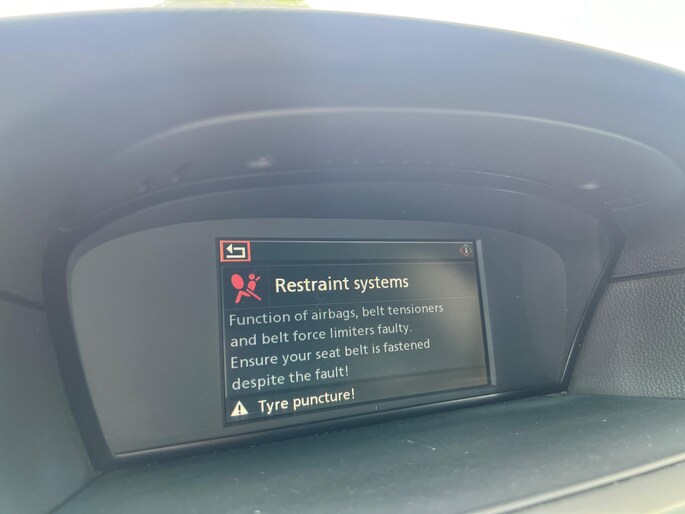 Restraint systems
Function of airbags, belt tensioners
and belt force limiters faulty.
Ensure your seat belt is fastened
despite the fault!
Tyre puncture!